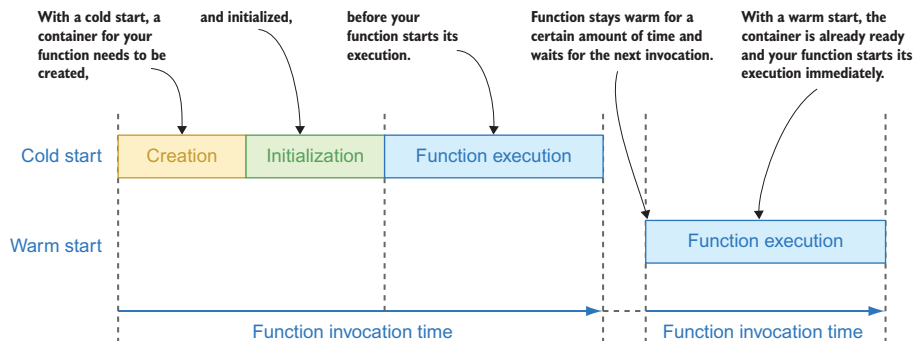 With a cold start, a
container for your
function needs to be
created,
and initialized,
before your
function starts its
execution.
Function stays warm for a
certain amount of time and
waits for the next invocation.
With a warm start, the
container is already ready
and your function starts its
execution immediately.
Cold start
Creation
Initialization
Function execution
Warm start
Function execution
Function invocation time
Function invocation time